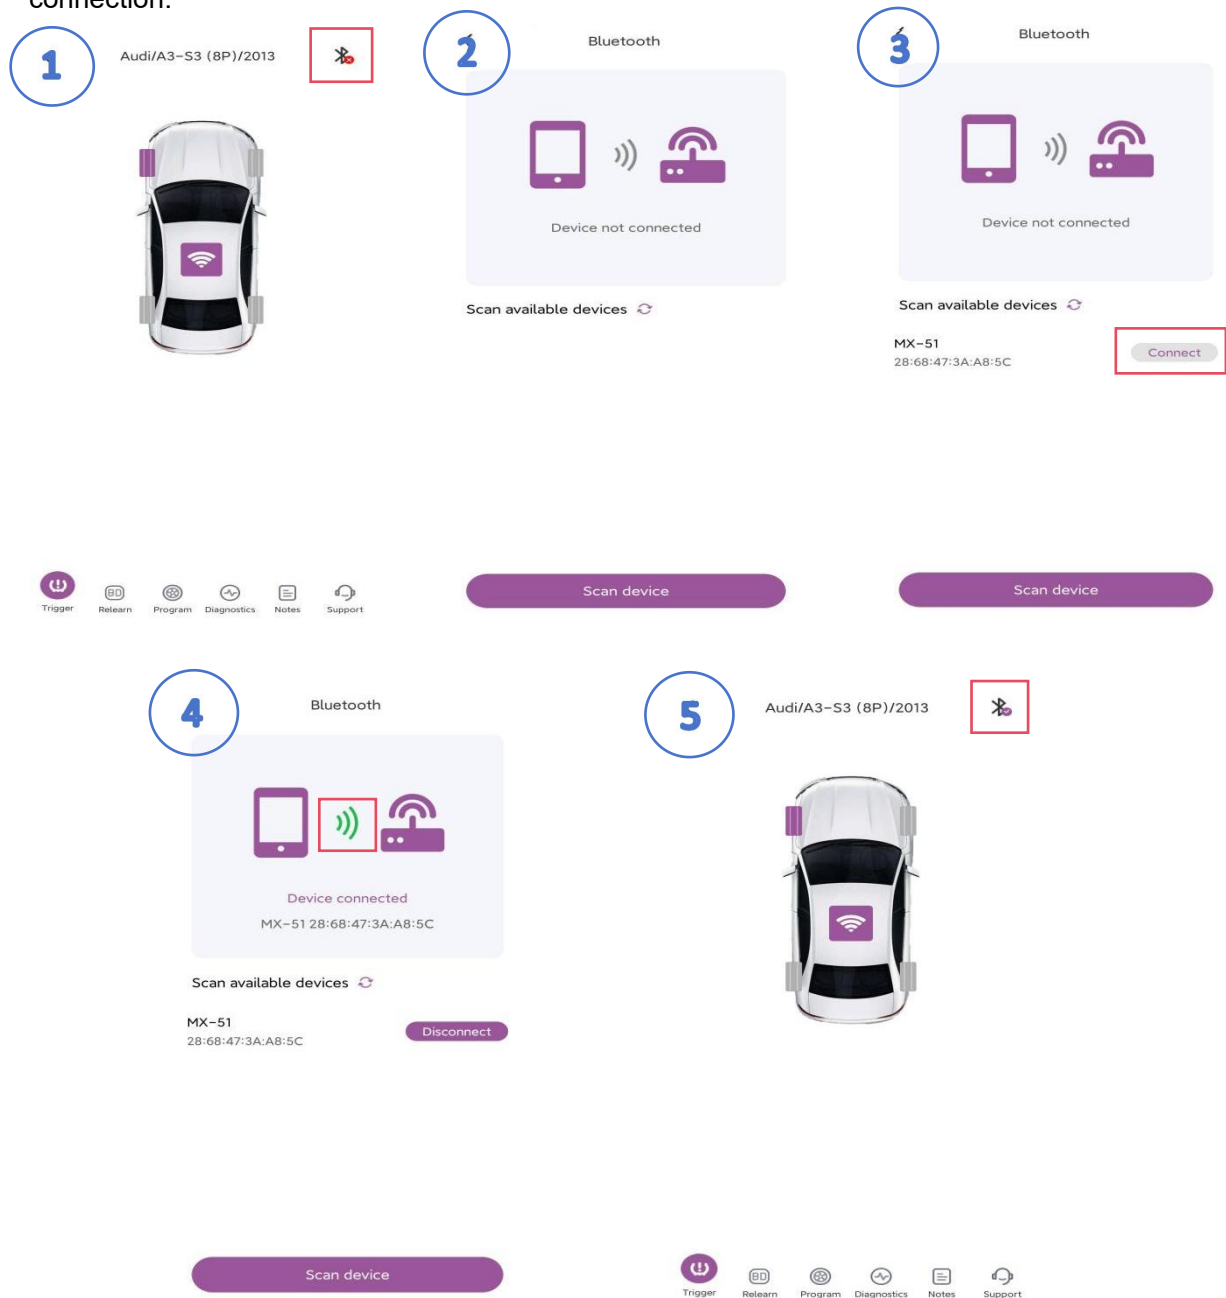 connection.
1
Audi/A3-S3 (8P)/2013
2
Bluetooth
Device not connected
Scan available devices
3
Bluetooth
Device not connected
Scan available devices
MX-51
28:68:47:3A:A8:5C
Connect
Trigger
Relearn
Program
Diagnostics
Notes
Support
Scan device
Scan device
4
Bluetooth
Device connected
MX-51 28:68:47:3A:A8:5C
Scan available devices
MX-51
28:68:47:3A:A8:5C
Disconnect
Scan device
5
Audi/A3-S3 (8P)/2013
Trigger
Relearn
Program
Diagnostics
Notes
Support